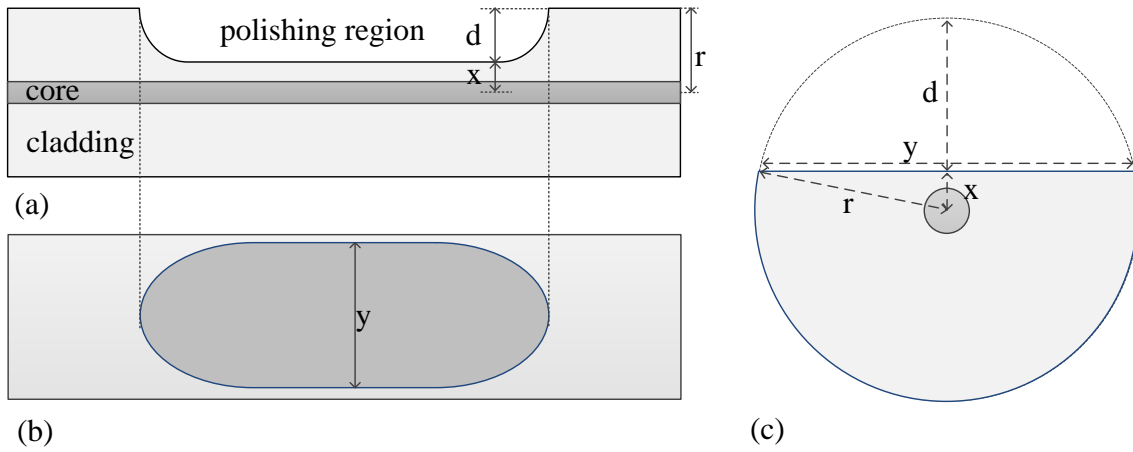 polishing region
d
r
x
core
cladding
(a)
y
(b)
d
y
x
r
(c)